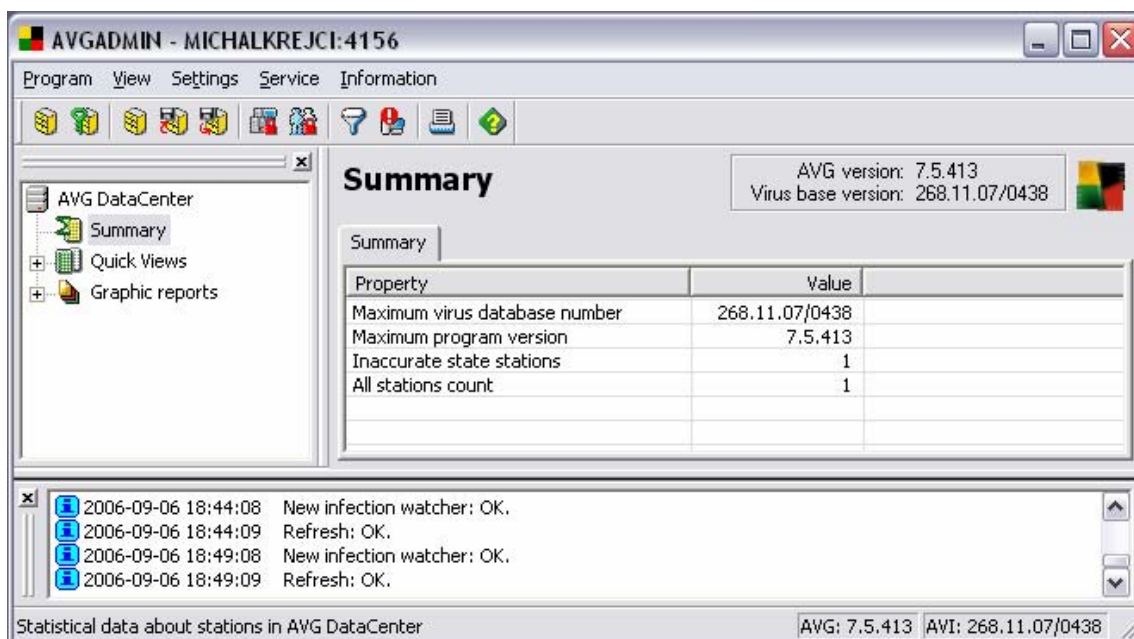 AVGADMIN - MICHALKREJCI:4156
Program View Settings Service Information
AVG DataCenter
Summary
Quick Views
Graphic reports
Summary
AVG version: 7.5.413
Virus base version: 268.11.07/0438
Summary
Property Value
Maximum virus database number 268.11.07/0438
Maximum program version 7.5.413
Inaccurate state stations 1
All stations count 1
2006-09-06 18:44:08 New infection watcher: OK.
2006-09-06 18:44:09 Refresh: OK.
2006-09-06 18:49:08 New infection watcher: OK.
2006-09-06 18:49:09 Refresh: OK.
Statistical data about stations in AVG DataCenter AVG: 7.5.413 AVI: 268.11.07/0438